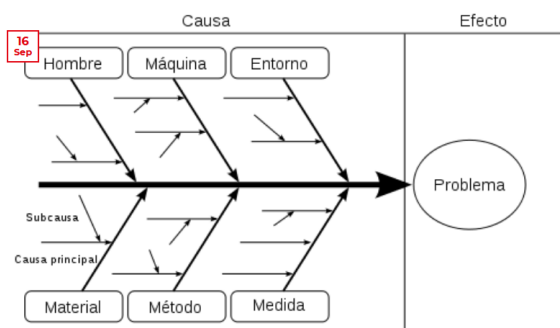 Causa
Efecto
16
Sep
Hombre
Máquina
Entorno
Problema
Subcausa
Causa principal
Material
Método
Medida